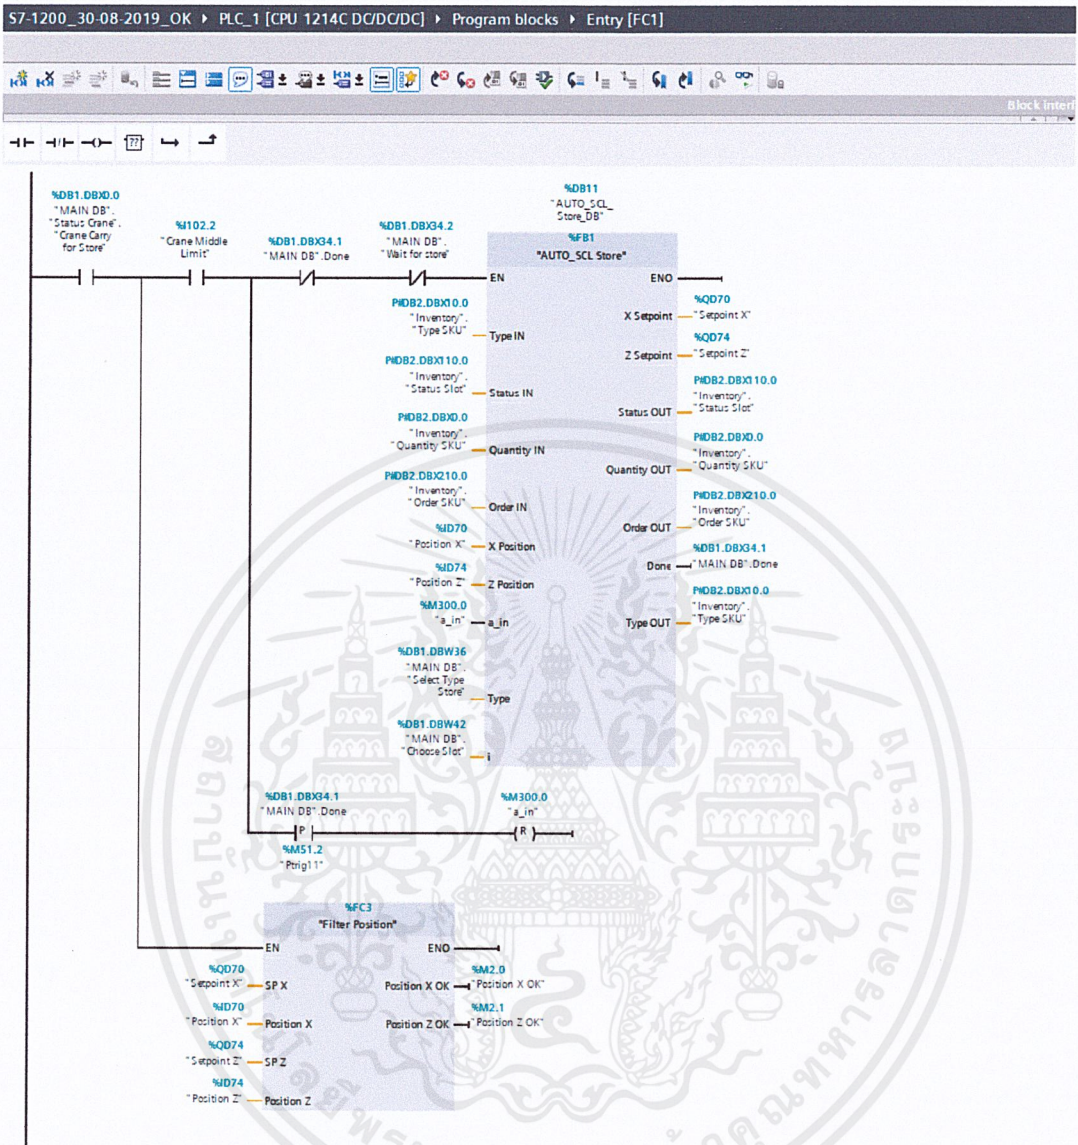 S7-1200_30-08-2019_OK ▸ PLC_1 [CPU 1214C DC/DC/DC] ▸ Program blocks ▸ Entry [FC1]
Block interf
??
%DB1.DBX0.0
"MAIN DB".
"Status Crane".
"Crane Carry
for Store"
%I102.2
"Crane Middle
Limit"
%DB1.DBX34.1
"MAIN DB".Done
%DB1.DBX34.2
"MAIN DB".
"Wait for store"
%DB11
"AUTO_SCL_
Store_DB"
%FB1
"AUTO_SCL Store"
EN
ENO
P#DB2.DBX10.0
"Inventory".
"Type SKU"
Type IN
P#DB2.DBX110.0
"Inventory".
"Status Slot"
Status IN
P#DB2.DBX0.0
"Inventory".
"Quantity SKU"
Quantity IN
P#DB2.DBX210.0
"Inventory".
"Order SKU"
Order IN
%ID70
"Position X"
X Position
%ID74
"Position Z"
Z Position
%M300.0
"a_in"
a_in
%DB1.DBW36
"MAIN DB".
"Select Type
Store"
Type
%DB1.DBW42
"MAIN DB".
"Choose Slot"
i
X Setpoint
%QD70
"Setpoint X"
Z Setpoint
%QD74
"Setpoint Z"
Status OUT
P#DB2.DBX110.0
"Inventory".
"Status Slot"
Quantity OUT
P#DB2.DBX0.0
"Inventory".
"Quantity SKU"
Order OUT
P#DB2.DBX210.0
"Inventory".
"Order SKU"
Done
%DB1.DBX34.1
"MAIN DB".Done
Type OUT
P#DB2.DBX10.0
"Inventory".
"Type SKU"
%DB1.DBX34.1
"MAIN DB".Done
P
%M51.2
"Ptrig11"
%M300.0
"a_in"
R
%FC3
"Filter Position"
EN
ENO
%QD70
"Setpoint X"
SP X
%ID70
"Position X"
Position X
%QD74
"Setpoint Z"
SP Z
%ID74
"Position Z"
Position Z
Position X OK
%M2.0
"Position X OK"
Position Z OK
%M2.1
"Position Z OK"